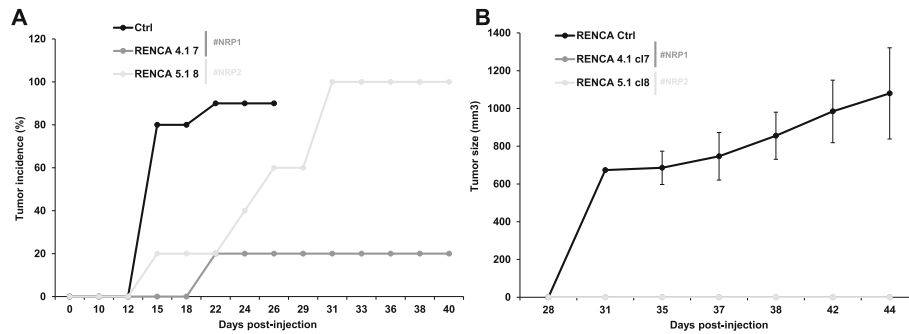 A
Ctrl
RENCA 4.1 7
#NRP1
RENCA 5.1 8
#NRP2
Tumor incidence (%)
120
100
80
60
40
20
0
0 10 12 15 18 22 24 26 29 31 33 36 38 40
Days post-injection
B
RENCA Ctrl
RENCA 4.1 cl7
#NRP1
RENCA 5.1 cl8
#NRP2
Tumor size (mm3)
1400
1200
1000
800
600
400
200
0
28 31 35 37 38 42 44
Days post-injection